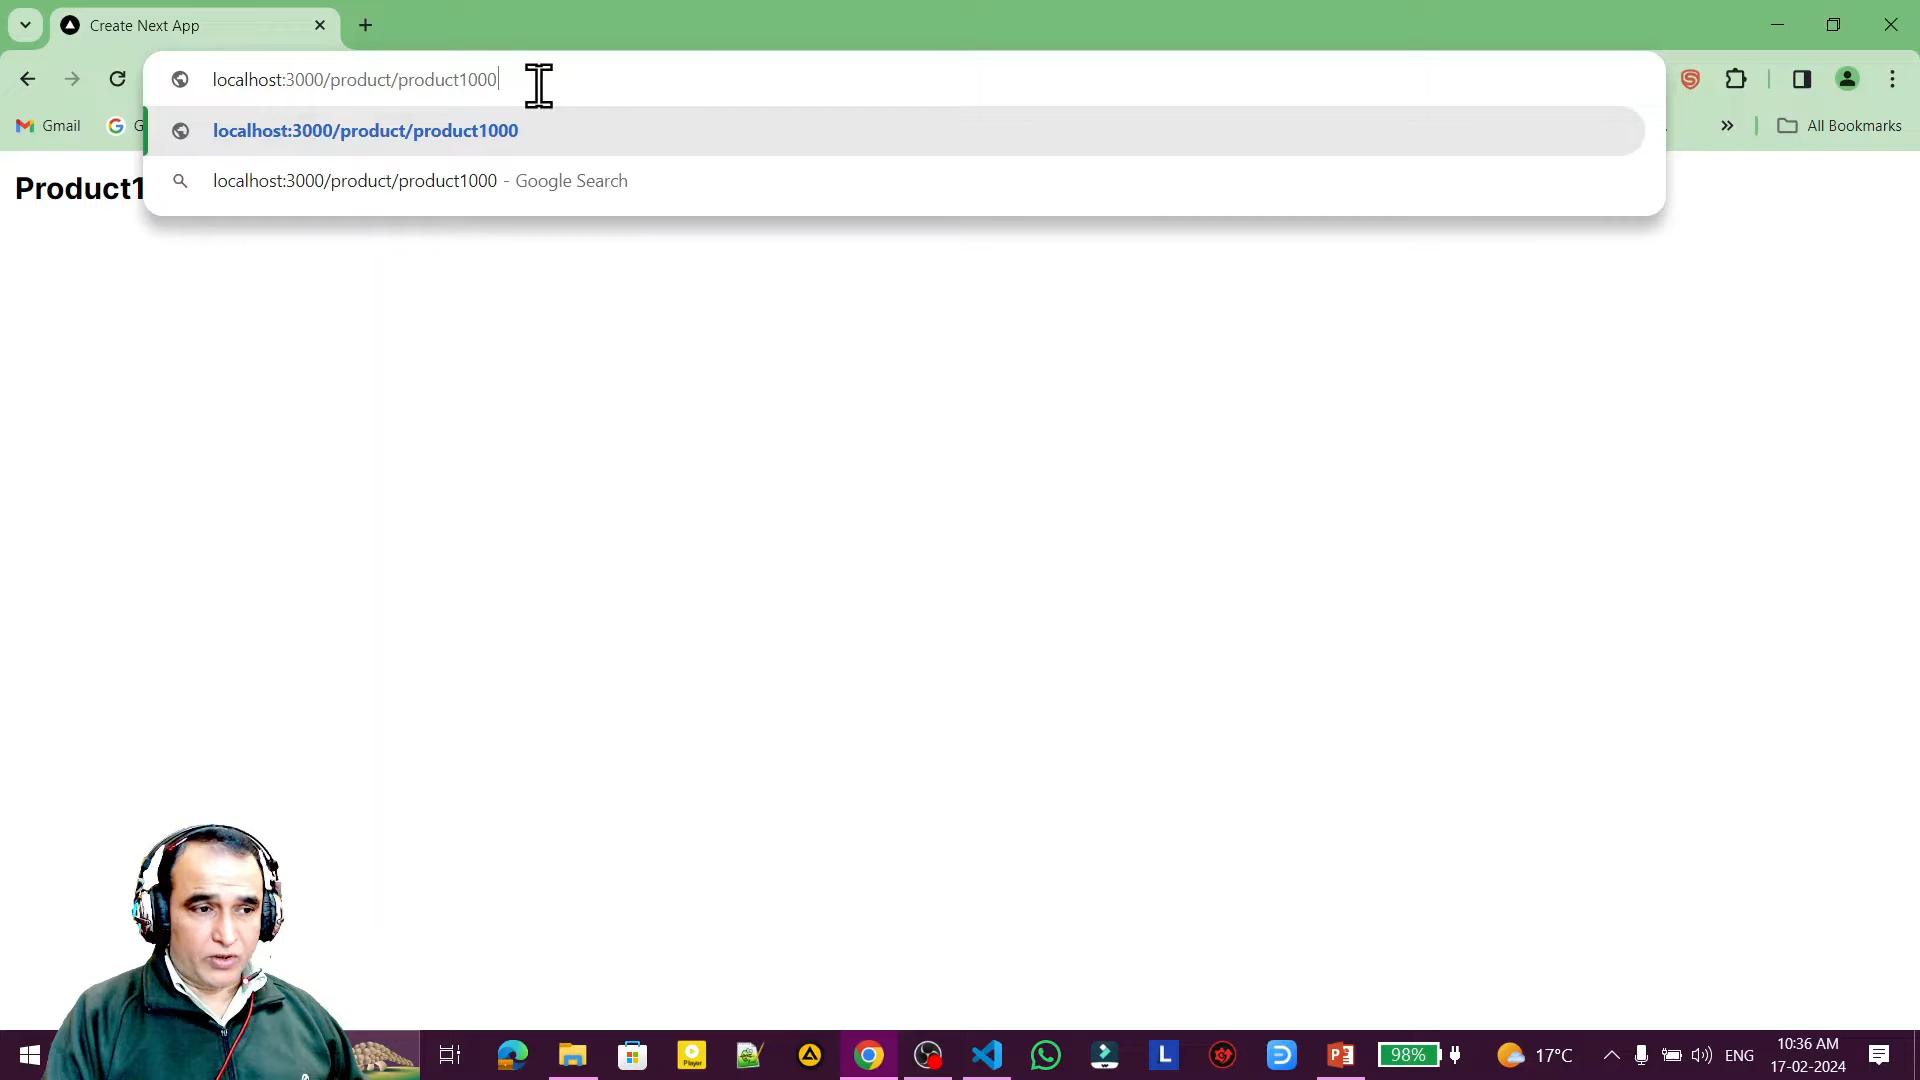 Create Next App
localhost:3000/product/product1000
localhost:3000/product/product1000
localhost:3000/product/product1000 - Google Search
Gmail
G
All Bookmarks
Product1
Player
L
98%
17°C
ENG
10:36 AM
17-02-2024